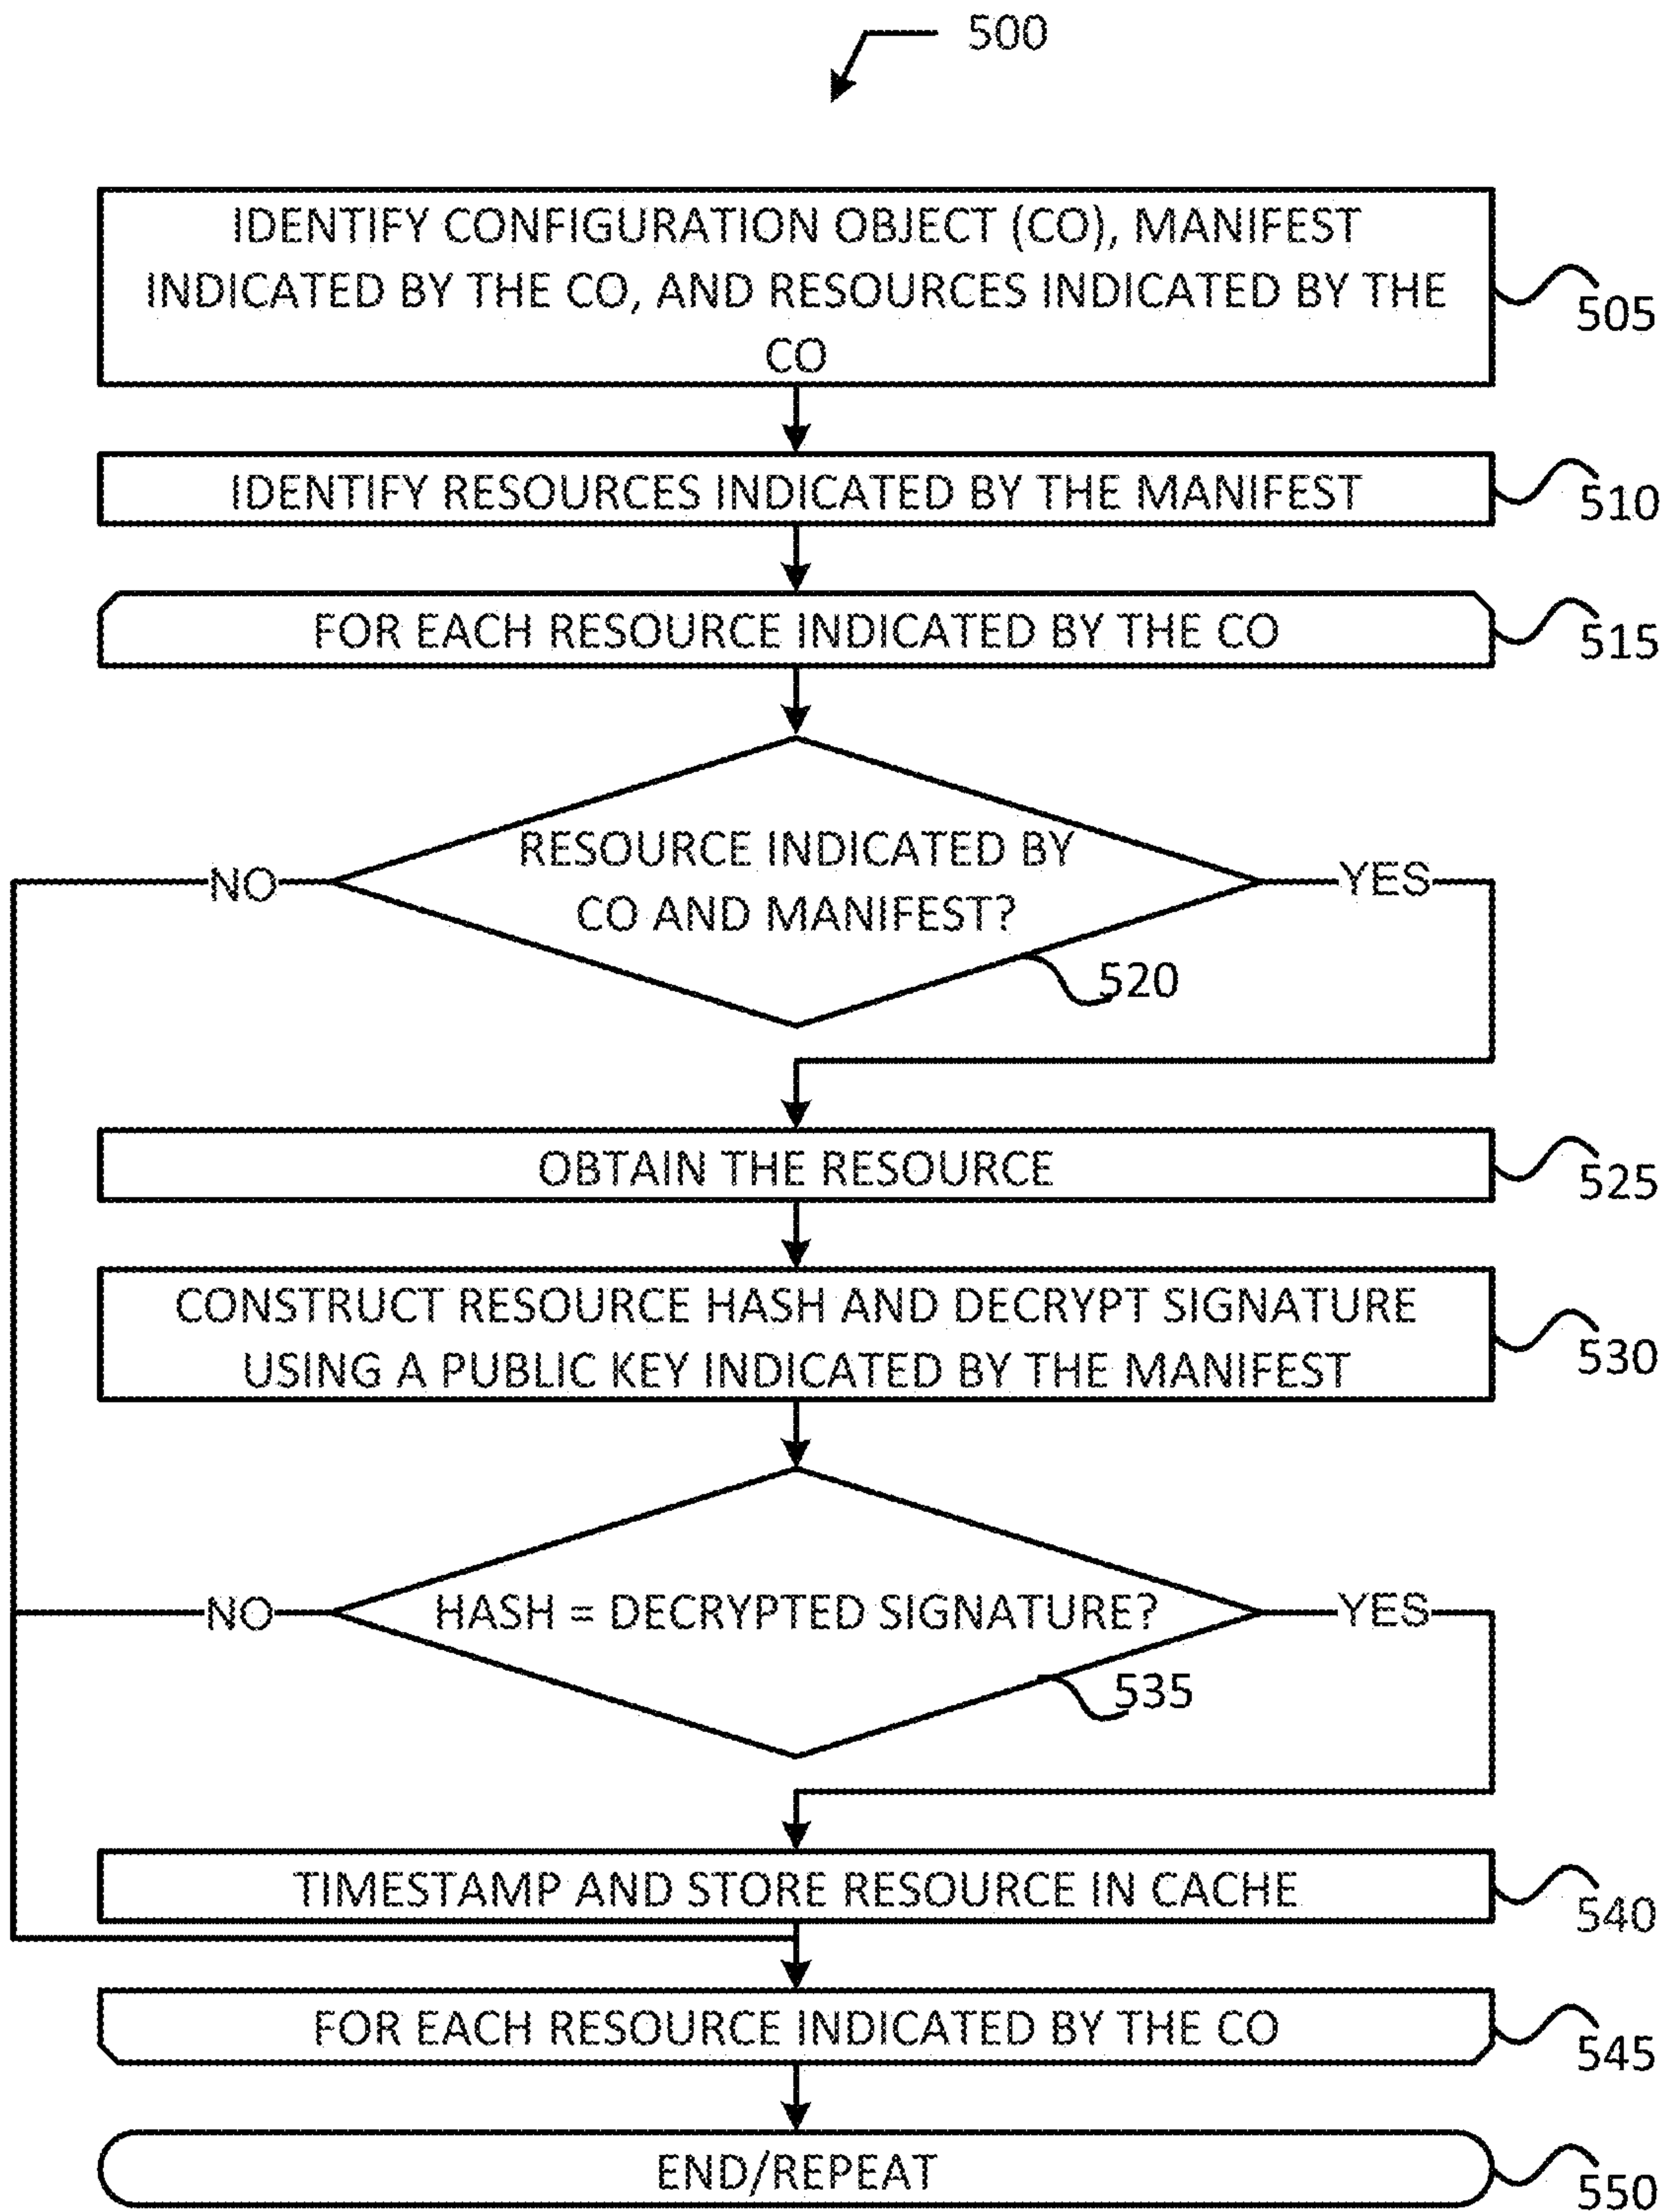 500
IDENTIFY CONFIGURATION OBJECT (CO), MANIFEST
INDICATED BY THE CO, AND RESOURCES INDICATED BY THE
CO
505
IDENTIFY RESOURCES INDICATED BY THE MANIFEST
510
FOR EACH RESOURCE INDICATED BY THE CO
515
RESOURCE INDICATED BY
CO AND MANIFEST?
NO
YES
520
OBTAIN THE RESOURCE
525
CONSTRUCT RESOURCE HASH AND DECRYPT SIGNATURE
USING A PUBLIC KEY INDICATED BY THE MANIFEST
530
NO
HASH = DECRYPTED SIGNATURE?
YES
535
TIMESTAMP AND STORE RESOURCE IN CACHE
540
FOR EACH RESOURCE INDICATED BY THE CO
545
END/REPEAT
550